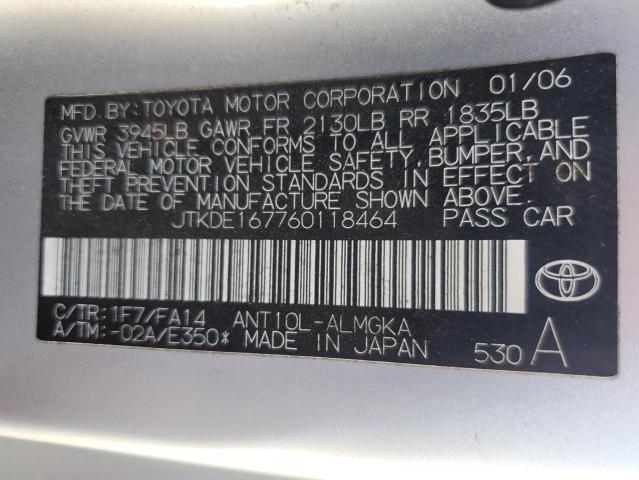 MFD. BY: TOYOTA MOTOR CORPORATION 01/06
GVWR 3945LB GAWR FR 2130LB RR 1835LB
THIS VEHICLE CONFORMS TO ALL APPLICABLE
FEDERAL MOTOR VEHICLE SAFETY, BUMPER, AND
THEFT PREVENTION STANDARDS IN EFFECT ON
THE DATE OF MANUFACTURE SHOWN ABOVE.
JTKDE167760118464 PASS CAR
C/TR: 1F7/FA14 ANT10L-ALMGKA
A/TM: -02A/E350* MADE IN JAPAN 530 A